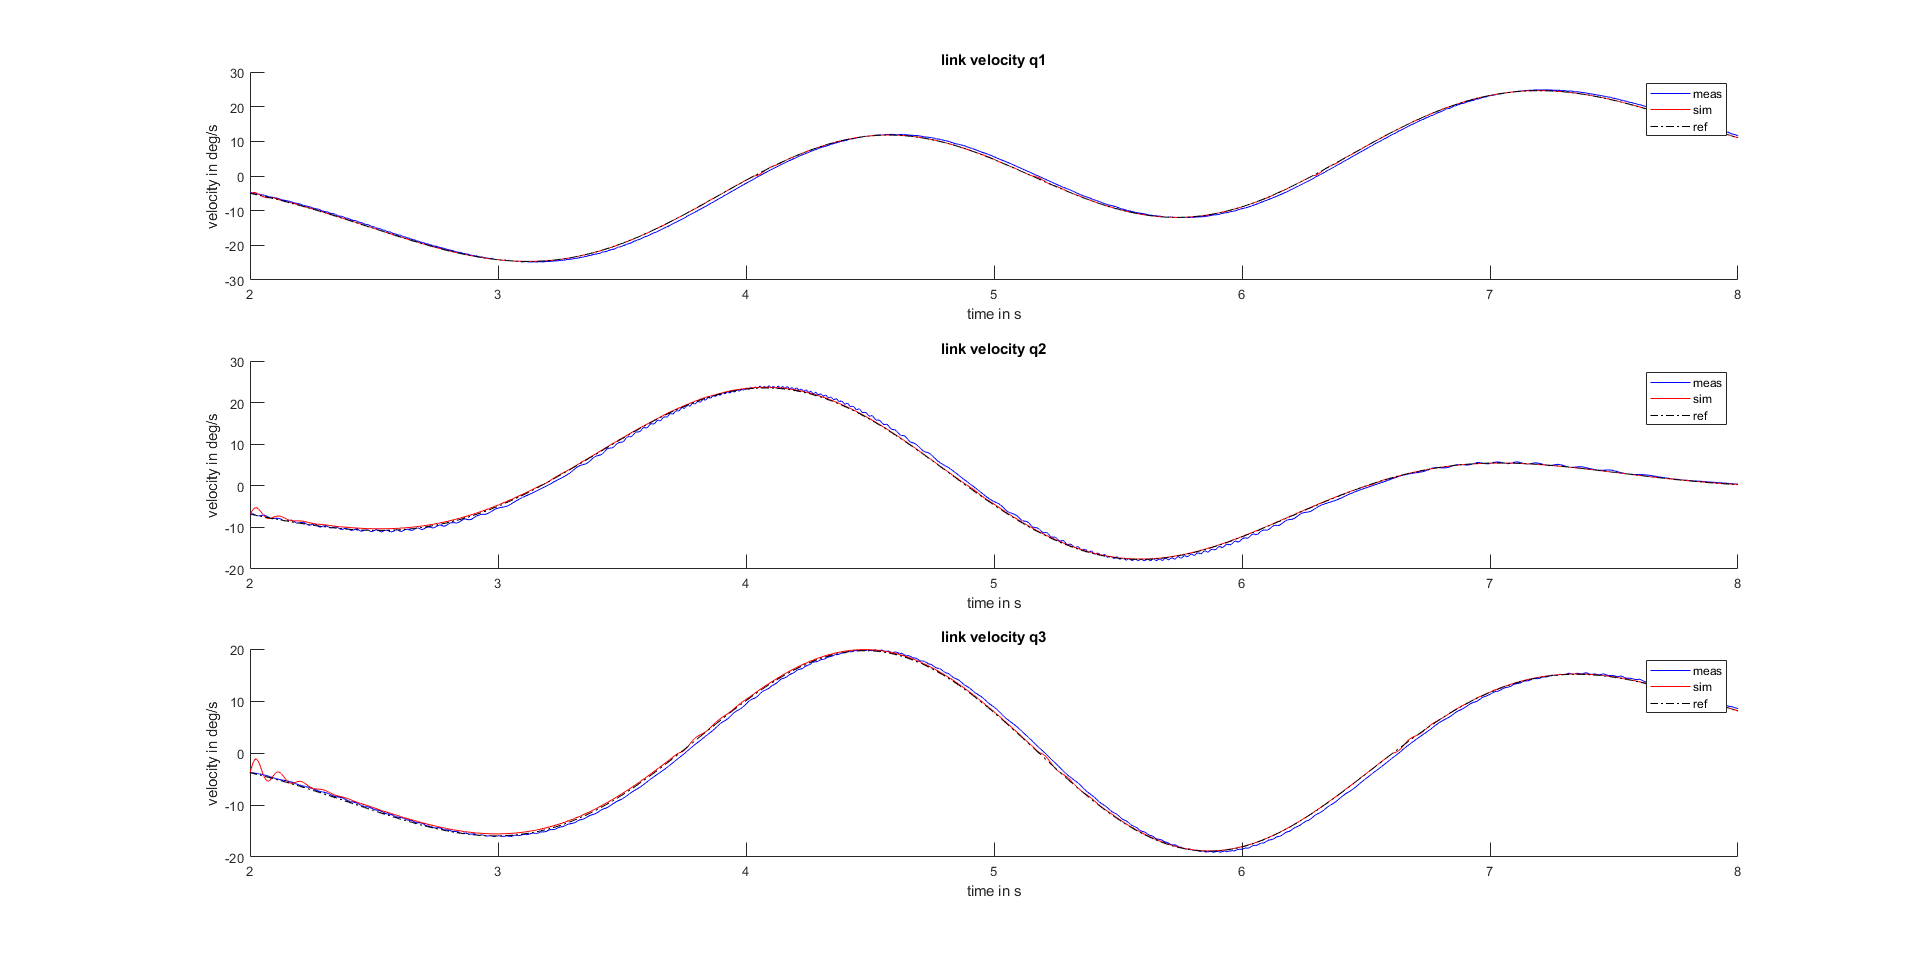 link velocity q1
velocity in deg/s
30
20
10
0
-10
-20
-30
2 3 4 5 6 7 8
time in s
meas
sim
ref
link velocity q2
velocity in deg/s
30
20
10
0
-10
-20
2 3 4 5 6 7 8
time in s
meas
sim
ref
link velocity q3
velocity in deg/s
20
10
0
-10
-20
2 3 4 5 6 7 8
time in s
meas
sim
ref